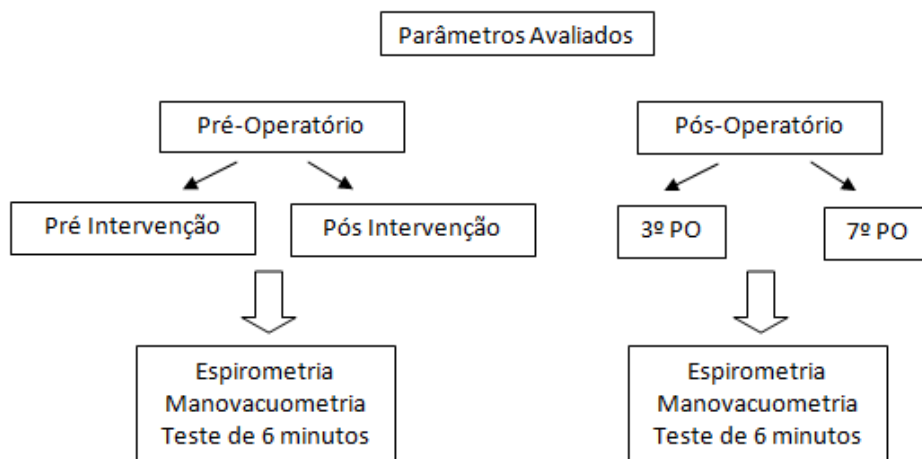 Parâmetros Avaliados
Pré-Operatório
Pós-Operatório
Pré Intervenção
Pós Intervenção
3º PO
7º PO
Espirometria
Manovacuometria
Teste de 6 minutos
Espirometria
Manovacuometria
Teste de 6 minutos